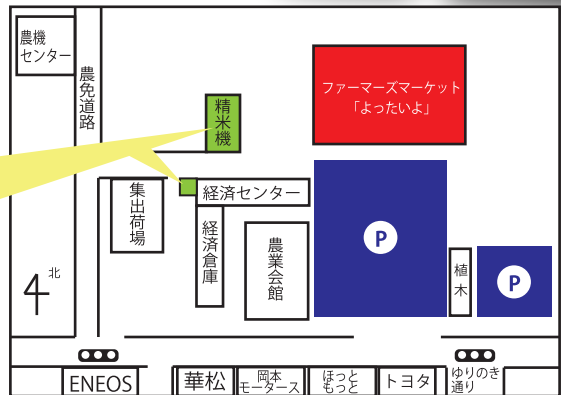 農機
センター
農免道路
精米機
ファーマーズマーケット
「よったいよ」
集出荷場
経済センター
経済倉庫
農業会館
P
植木
P
北
ENEOS
華松
岡本
モータース
ほっと
もっと
トヨタ
ゆりのき
通り